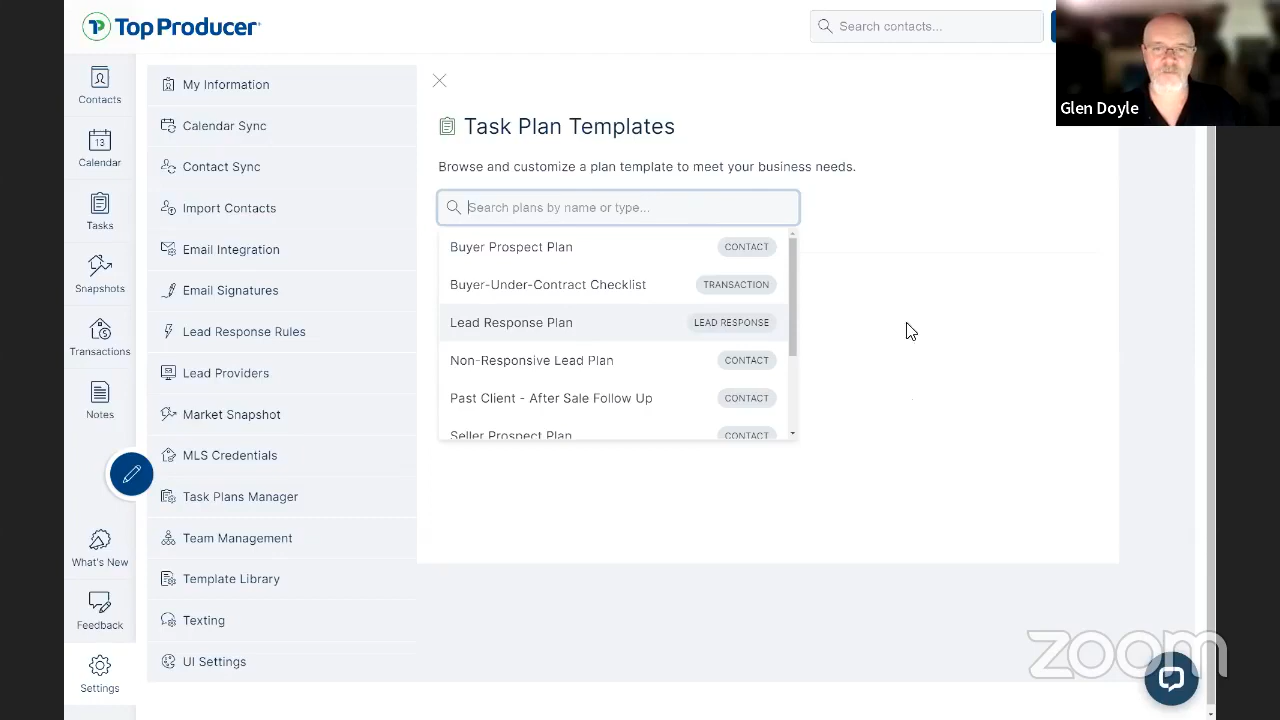 Top Producer
Search contacts...
Glen Doyle
Contacts
13
Calendar
Tasks
Snapshots
Transactions
Notes
What's New
Feedback
Settings
My Information
Calendar Sync
Contact Sync
Import Contacts
Email Integration
Email Signatures
Lead Response Rules
Lead Providers
Market Snapshot
MLS Credentials
Task Plans Manager
Team Management
Template Library
Texting
UI Settings
Task Plan Templates
Browse and customize a plan template to meet your business needs.
Search plans by name or type...
Buyer Prospect Plan CONTACT
Buyer-Under-Contract Checklist TRANSACTION
Lead Response Plan LEAD RESPONSE
Non-Responsive Lead Plan CONTACT
Past Client - After Sale Follow Up CONTACT
Seller Prospect Plan CONTACT
zoom